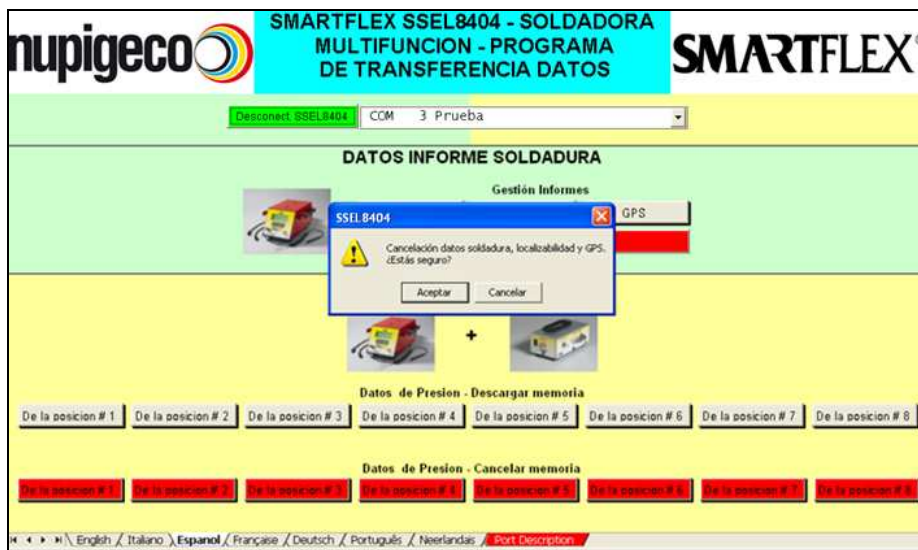 nupigeco
SMARTFLEX SSEL8404 - SOLDADORA
MULTIFUNCION - PROGRAMA
DE TRANSFERENCIA DATOS
SMARTFLEX®
Desconect SSEL8404
COM 3 Prueba
DATOS INFORME SOLDADURA
Gestión Informes
GPS
SSEL8404
Cancelación datos soldadura, localizabilidad y GPS.
¿Estás seguro?
Aceptar Cancelar
+
Datos de Presion - Descargar memoria
De la posicion # 1 De la posicion # 2 De la posicion # 3 De la posicion # 4 De la posicion # 5 De la posicion # 6 De la posicion # 7 De la posicion # 8
Datos de Presion - Cancelar memoria
De la posicion # 1 De la posicion # 2 De la posicion # 3 De la posicion # 4 De la posicion # 5 De la posicion # 6 De la posicion # 7 De la posicion # 8
English / Italiano \ Espanol / Française / Deutsch / Português / Neerlandais / Port Description